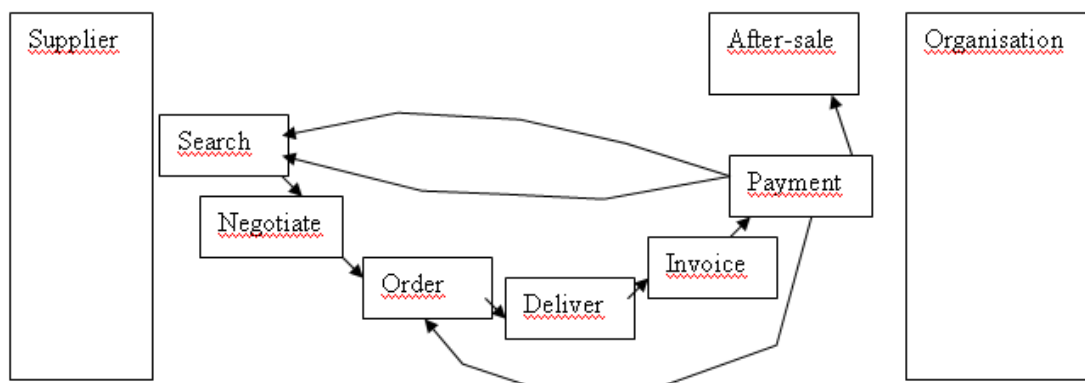 Supplier
After-sale
Organisation
Search
Payment
Negotiate
Invoice
Order
Deliver